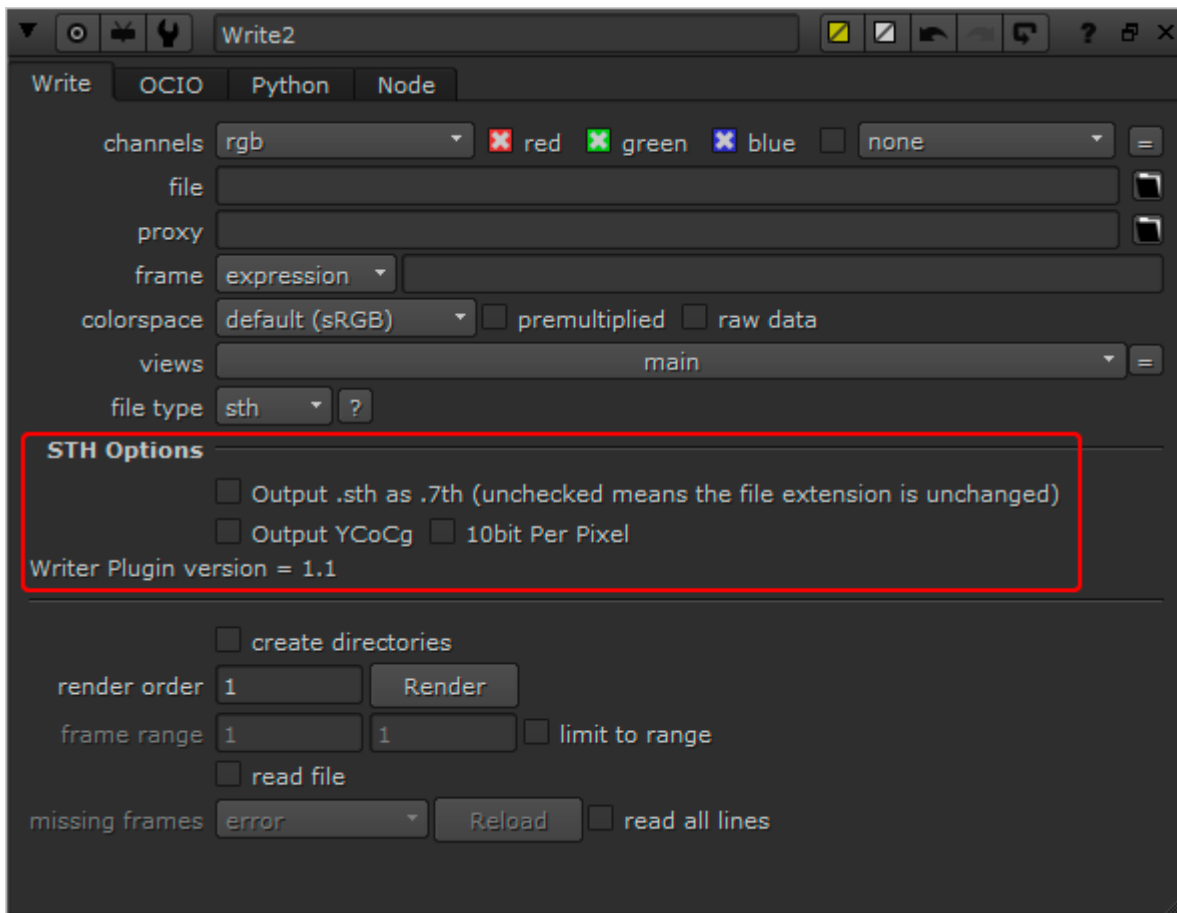 Write2 ?
Write OCIO Python Node
channels rgb red green blue none =
file
proxy
frame expression
colorspace default (sRGB) premultiplied raw data
views main =
file type sth ?
STH Options
Output .sth as .7th (unchecked means the file extension is unchanged)
Output YCoCg 10bit Per Pixel
Writer Plugin version = 1.1
create directories
render order 1 Render
frame range 1 1 limit to range
read file
missing frames error Reload read all lines